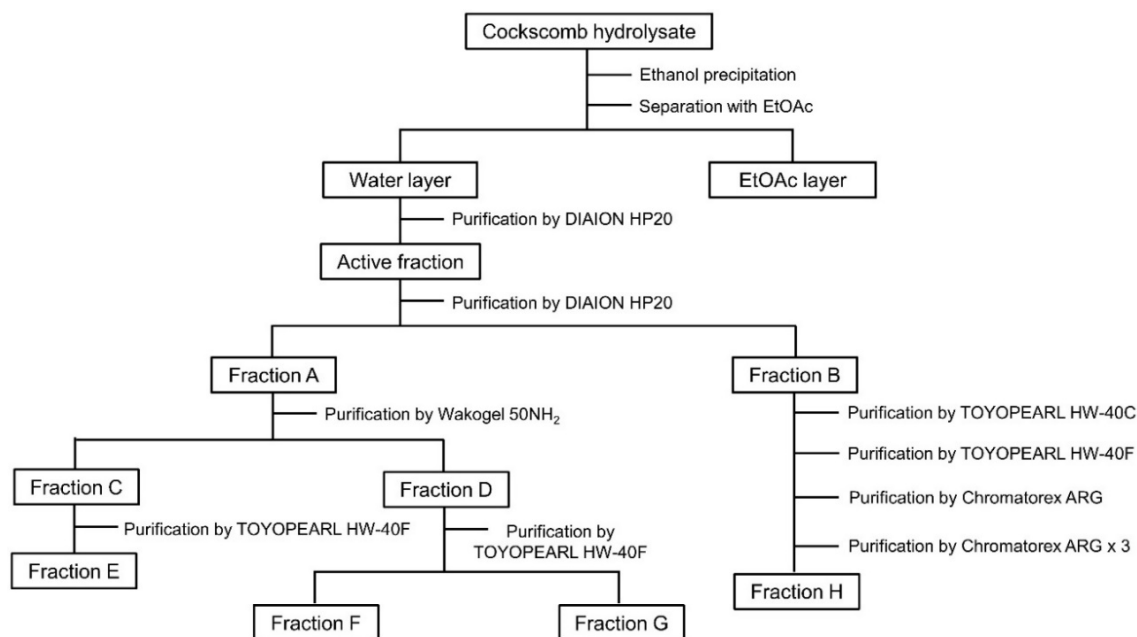 Cockscomb hydrolysate
Ethanol precipitation
Separation with EtOAc
Water layer
EtOAc layer
Purification by DIAION HP20
Active fraction
Purification by DIAION HP20
Fraction A
Fraction B
Purification by Wakogel 50NH₂
Purification by TOYOPEARL HW-40C
Purification by TOYOPEARL HW-40F
Fraction C
Fraction D
Purification by Chromatorex ARG
Purification by TOYOPEARL HW-40F
Purification by
TOYOPEARL HW-40F
Purification by Chromatorex ARG x 3
Fraction E
Fraction H
Fraction F
Fraction G